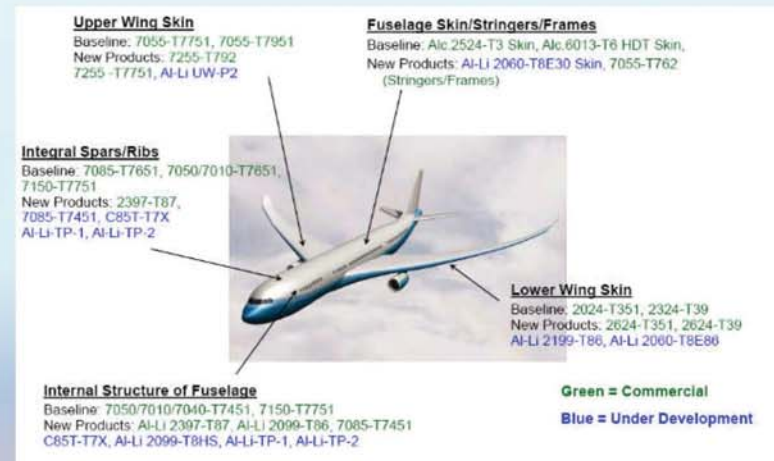 Upper Wing Skin
Baseline: 7055-T7751, 7055-T7951
New Products: 7255-T792
7255 -T7751, Al-Li UW-P2
Fuselage Skin/Stringers/Frames
Baseline: Alc.2524-T3 Skin, Alc.6013-T6 HDT Skin,
New Products: Al-Li 2060-T8E30 Skin, 7055-T762
(Stringers/Frames)
Integral Spars/Ribs
Baseline: 7085-T7651, 7050/7010-T7651,
7150-T7751
New Products: 2397-T87,
7085-T7451, C85T-T7X
Al-Li-TP-1, Al-Li-TP-2
Lower Wing Skin
Baseline: 2024-T351, 2324-T39
New Products: 2624-T351, 2624-T39
Al-Li 2199-T86, Al-Li 2060-T8E86
Internal Structure of Fuselage
Baseline: 7050/7010/7040-T7451, 7150-T7751
New Products: Al-Li 2397-T87, Al-Li 2099-T86, 7085-T7451
C85T-T7X, Al-Li 2099-T8HS, Al-Li-TP-1, Al-Li-TP-2
Green = Commercial
Blue = Under Development